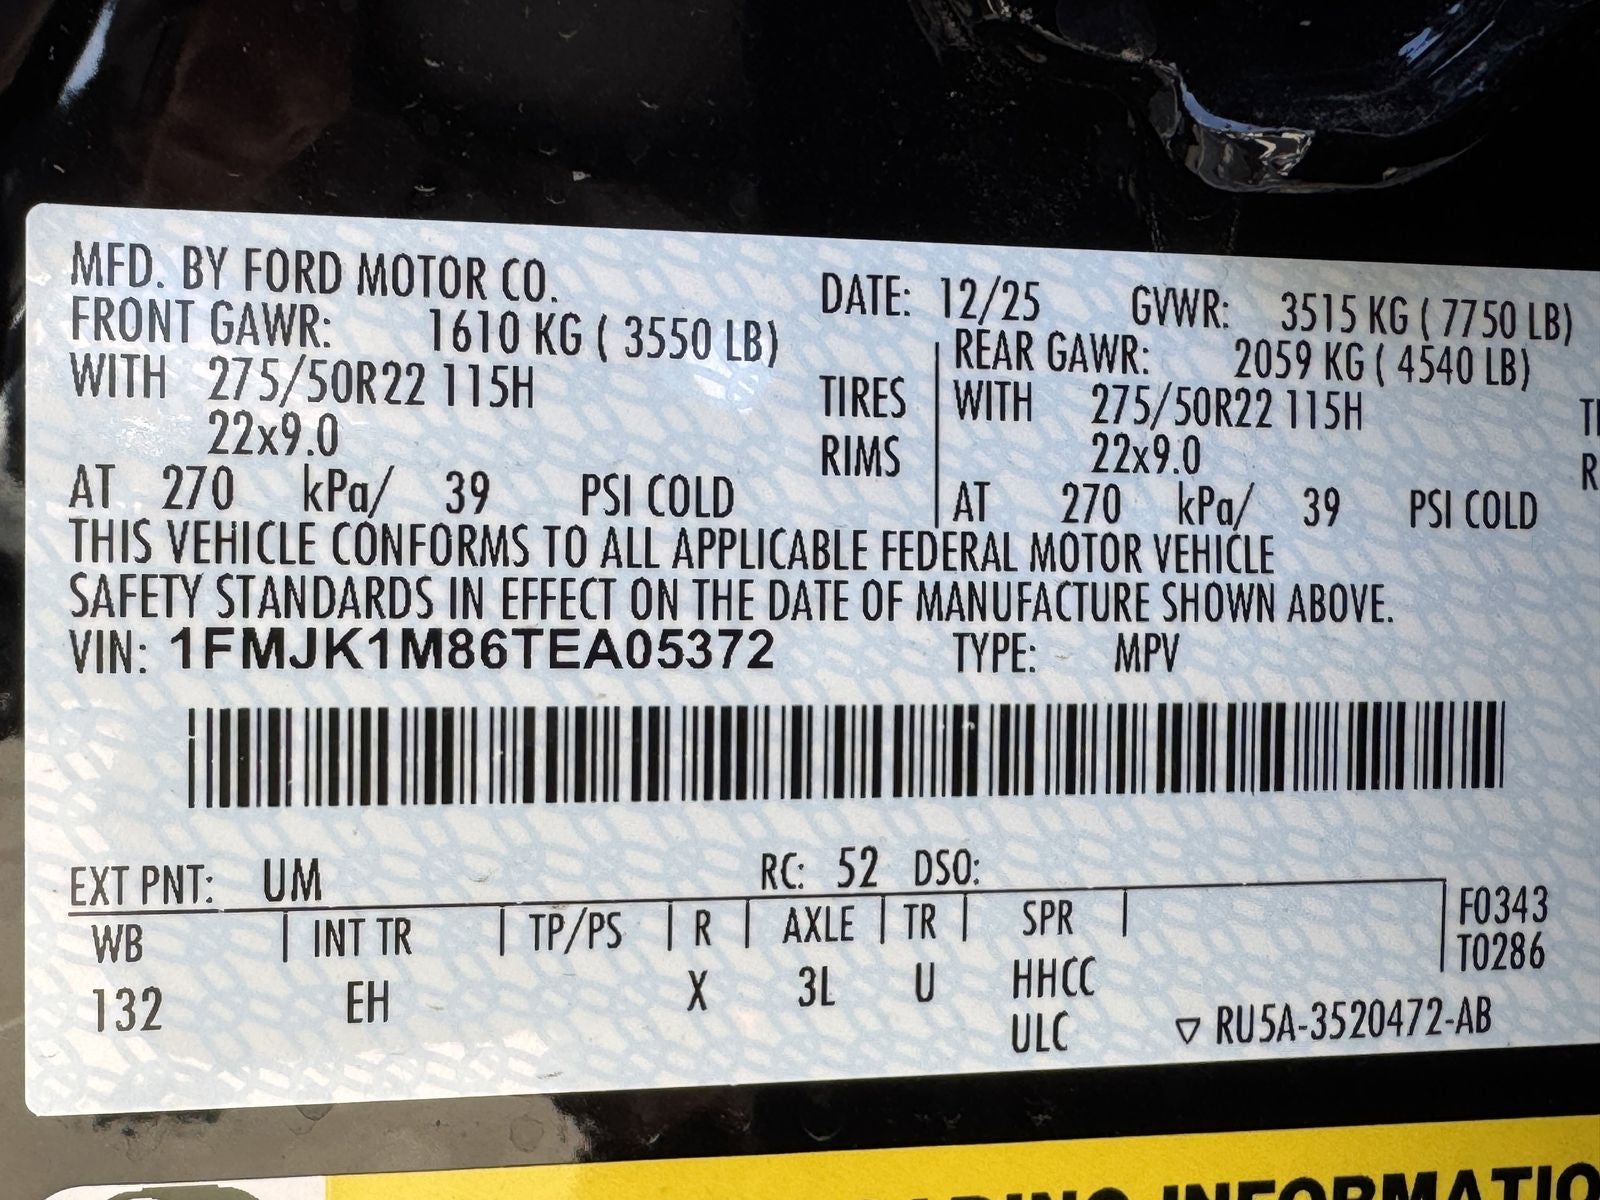 MFD. BY FORD MOTOR CO. DATE: 12/25 GVWR: 3515 KG ( 7750 LB)
FRONT GAWR: 1610 KG ( 3550 LB) REAR GAWR: 2059 KG ( 4540 LB)
WITH 275/50R22 115H TIRES WITH 275/50R22 115H
22x9.0 RIMS 22x9.0
AT 270 kPa/ 39 PSI COLD AT 270 kPa/ 39 PSI COLD
THIS VEHICLE CONFORMS TO ALL APPLICABLE FEDERAL MOTOR VEHICLE
SAFETY STANDARDS IN EFFECT ON THE DATE OF MANUFACTURE SHOWN ABOVE.
VIN: 1FMJK1M86TEA05372 TYPE: MPV
EXT PNT: UM RC: 52 DSO:
WB INT TR TP/PS R AXLE TR SPR F0343
T0286
132 EH X 3L U HHCC
ULC ▽ RU5A-3520472-AB